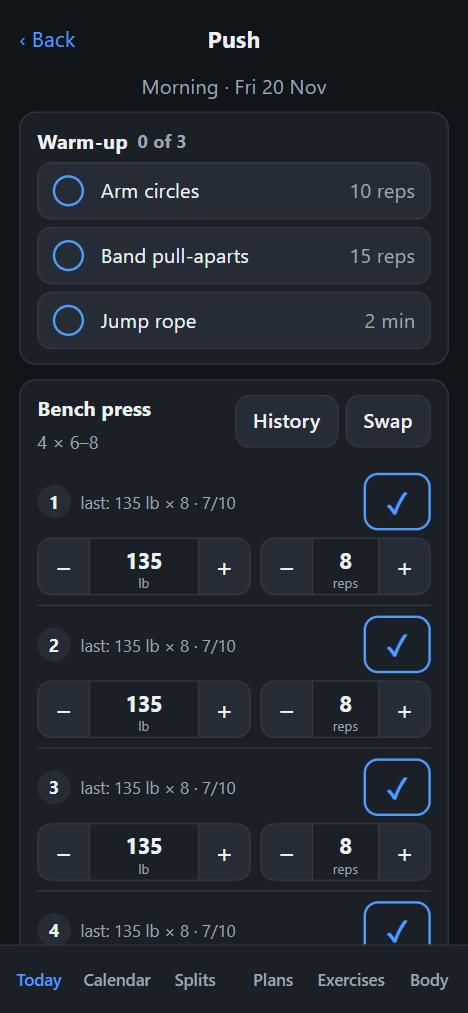 ‹ Back Push
Morning · Fri 20 Nov
Warm-up 0 of 3
Arm circles 10 reps
Band pull-aparts 15 reps
Jump rope 2 min
Bench press History Swap
4 × 6–8
1 last: 135 lb × 8 · 7/10 ✓
− 135 lb + − 8 reps +
2 last: 135 lb × 8 · 7/10 ✓
− 135 lb + − 8 reps +
3 last: 135 lb × 8 · 7/10 ✓
− 135 lb + − 8 reps +
4 last: 135 lb × 8 · 7/10 ✓
Today Calendar Splits Plans Exercises Body